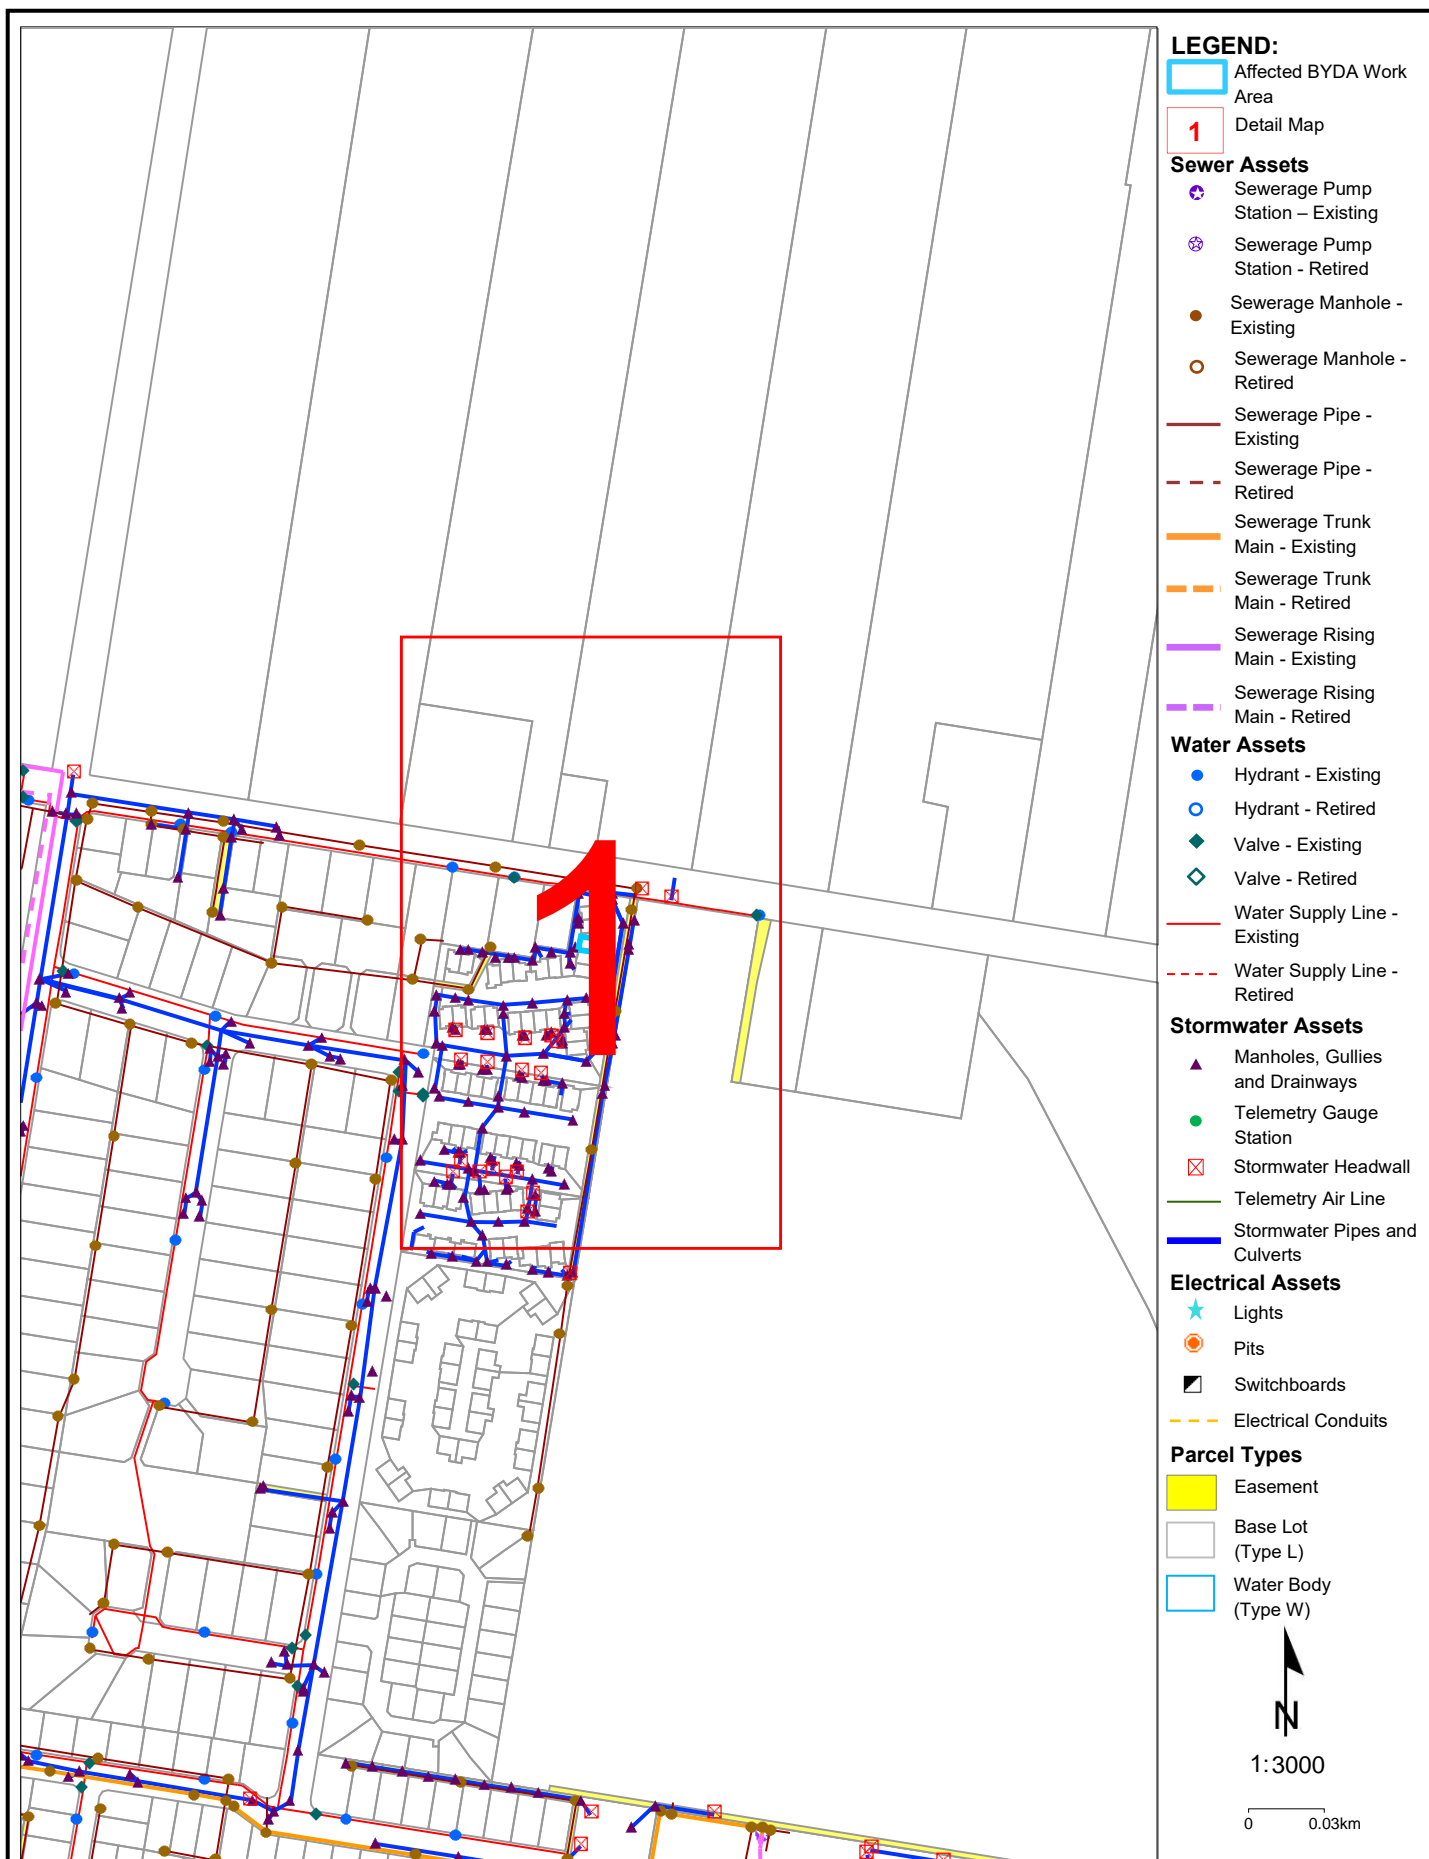 LEGEND:
Affected BYDA Work
Area
1
Detail Map
Sewer Assets
Sewerage Pump
Station – Existing
Sewerage Pump
Station - Retired
Sewerage Manhole -
Existing
Sewerage Manhole -
Retired
Sewerage Pipe -
Existing
Sewerage Pipe -
Retired
Sewerage Trunk
Main - Existing
Sewerage Trunk
Main - Retired
Sewerage Rising
Main - Existing
Sewerage Rising
Main - Retired
Water Assets
Hydrant - Existing
Hydrant - Retired
Valve - Existing
Valve - Retired
Water Supply Line -
Existing
Water Supply Line -
Retired
Stormwater Assets
Manholes, Gullies
and Drainways
Telemetry Gauge
Station
Stormwater Headwall
Telemetry Air Line
Stormwater Pipes and
Culverts
Electrical Assets
Lights
Pits
Switchboards
Electrical Conduits
Parcel Types
Easement
Base Lot
(Type L)
Water Body
(Type W)
N
1:3000
0 0.03km
1